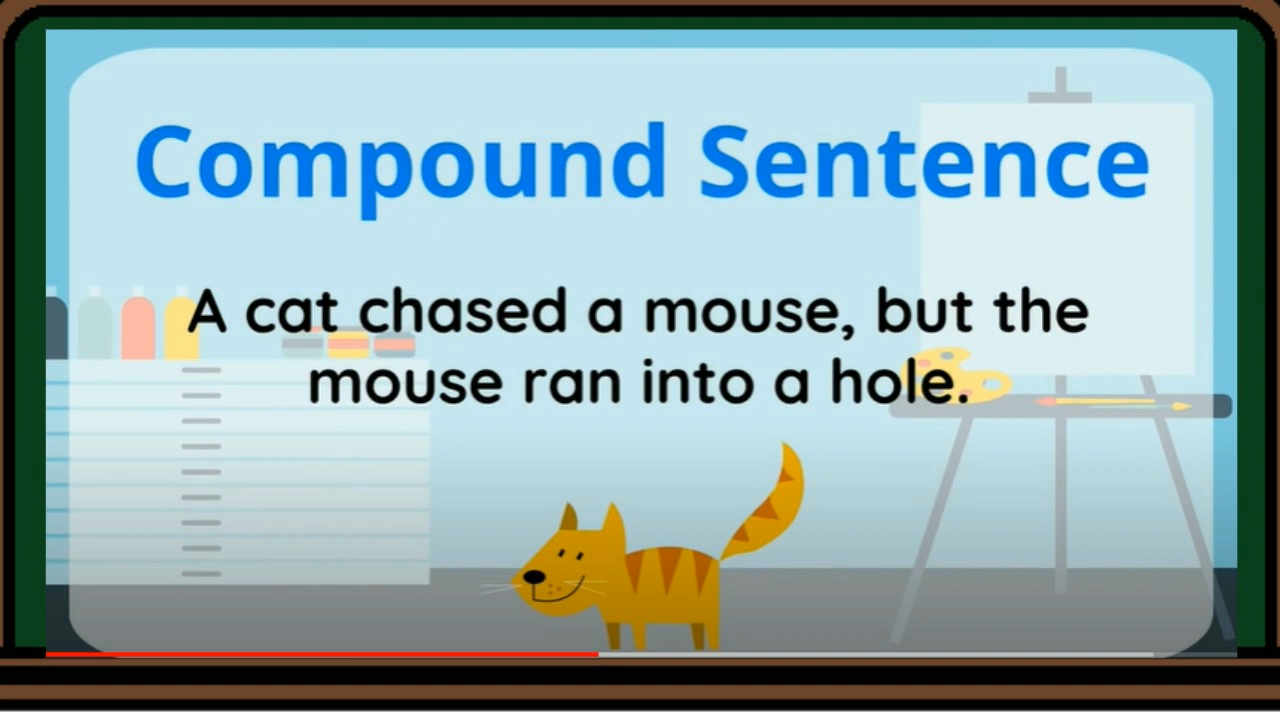 Compound Sentence
A cat chased a mouse, but the
mouse ran into a hole.